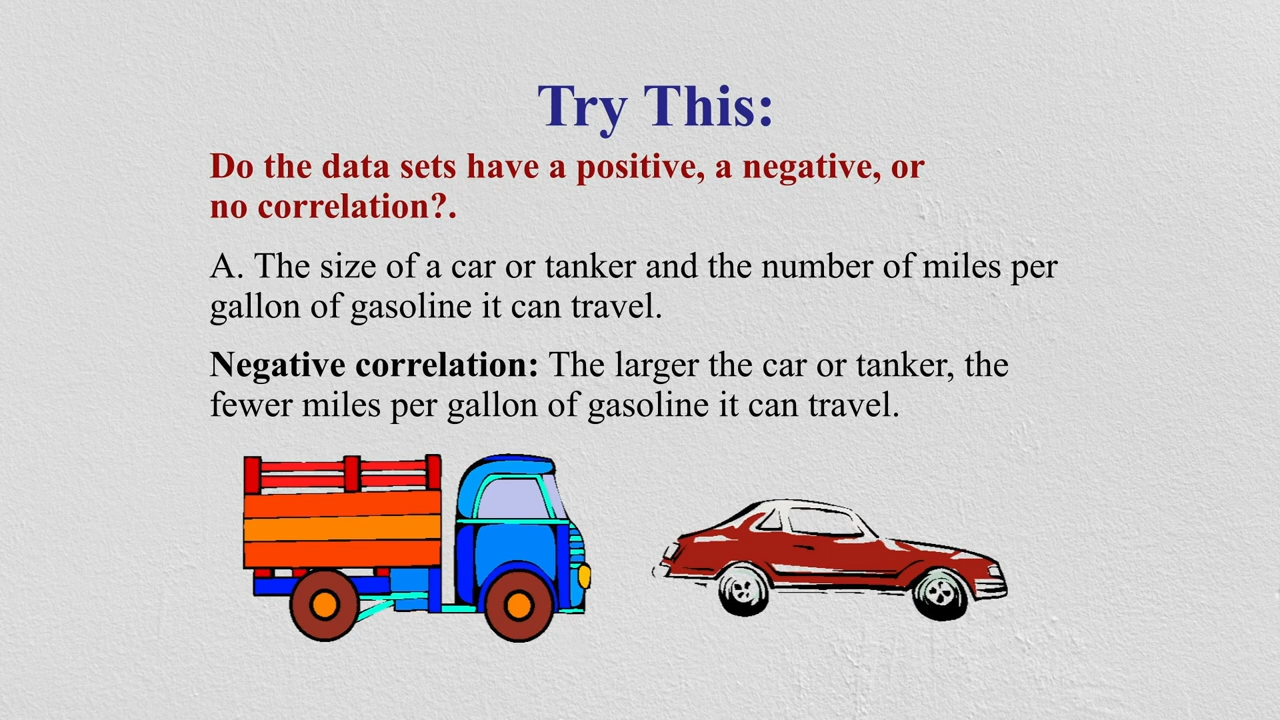 Try This:
Do the data sets have a positive, a negative, or
no correlation?.
A. The size of a car or tanker and the number of miles per
gallon of gasoline it can travel.
Negative correlation: The larger the car or tanker, the
fewer miles per gallon of gasoline it can travel.